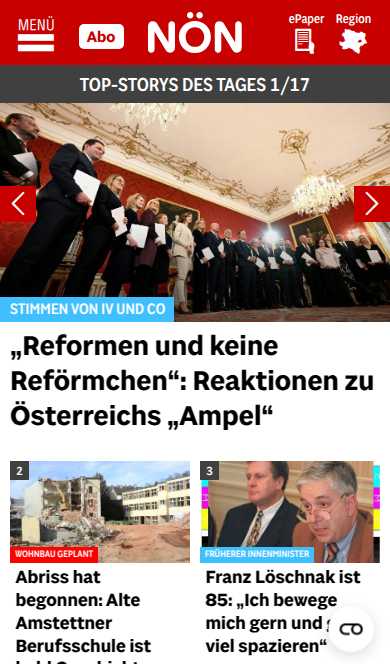 MENÜ
Abo
NÖN
ePaper
Region
TOP-STORYS DES TAGES 1/17
STIMMEN VON IV UND CO
„Reformen und keine
Reförmchen“: Reaktionen zu
Österreichs „Ampel“
2
WOHNBAU GEPLANT
Abriss hat
begonnen: Alte
Amstettner
Berufsschule ist
3
FRÜHERER INNENMINISTER
Franz Löschnak ist
85: „Ich bewege
mich gern und
viel spazieren“